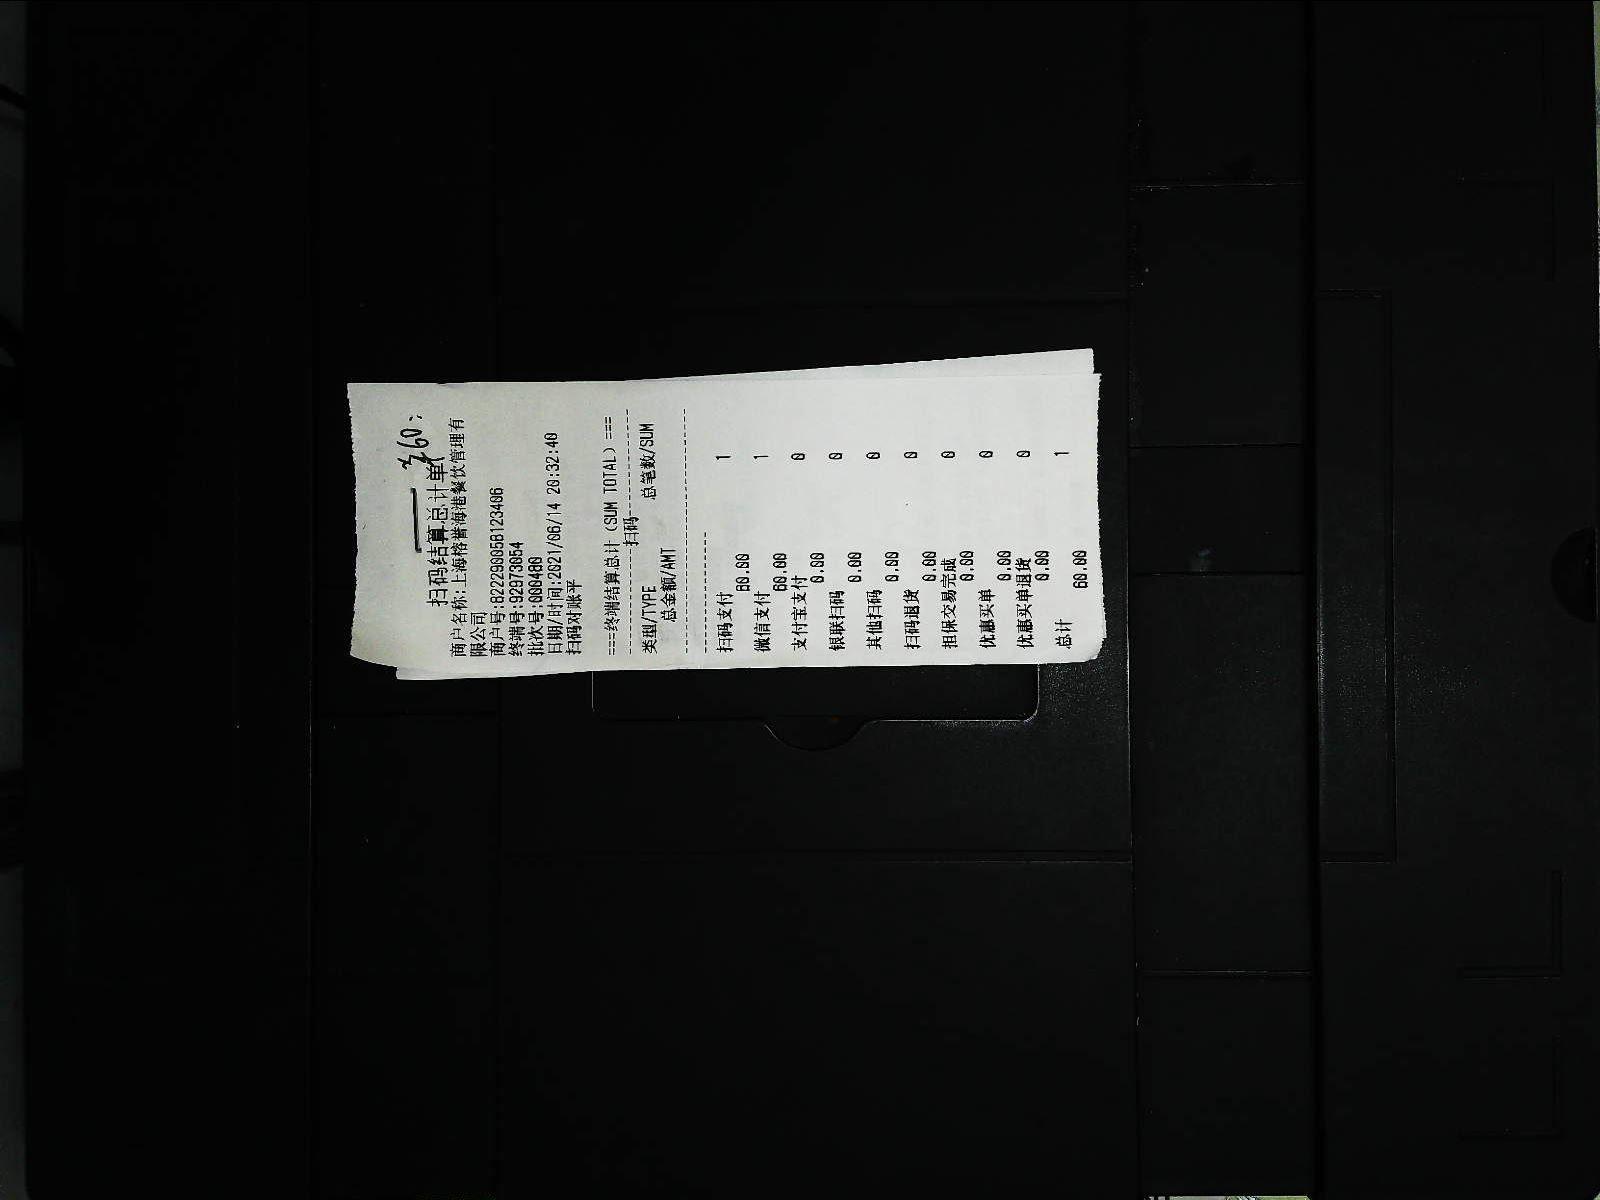 — ¥60.
扫码结算总计单
商户名称:上海榕誉海港餐饮管理有
限公司
商户号:822290058123406
终端号:92973054
批次号:000480
日期/时间:2021/06/14 20:32:40
扫码对账平
===终端结算总计(SUM TOTAL)===
-----------扫码-----------
类型/TYPE 总笔数/SUM
总金额/AMT
扫码支付 1
60.00
微信支付 1
60.00
支付宝支付 0
0.00
银联扫码 0
0.00
其他扫码 0
0.00
扫码退货 0
0.00
担保交易完成 0
0.00
优惠买单 0
0.00
优惠买单退货 0
0.00
总计 1
60.00